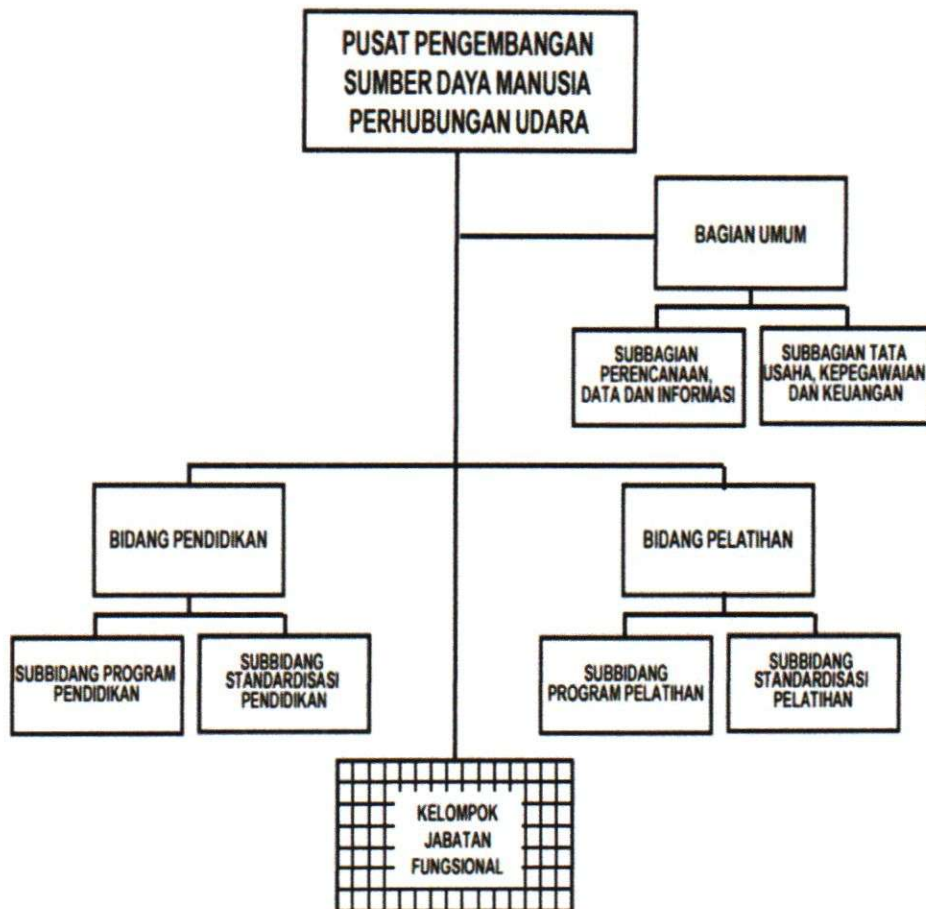 PUSAT PENGEMBANGAN
SUMBER DAYA MANUSIA
PERHUBUNGAN UDARA
BAGIAN UMUM
SUBBAGIAN
PERENCANAAN,
DATA DAN INFORMASI
SUBBAGIAN TATA
USAHA, KEPEGAWAIAN
DAN KEUANGAN
BIDANG PENDIDIKAN
BIDANG PELATIHAN
SUBBIDANG PROGRAM
PENDIDIKAN
SUBBIDANG
STANDARDISASI
PENDIDIKAN
SUBBIDANG
PROGRAM PELATIHAN
SUBBIDANG
STANDARDISASI
PELATIHAN
KELOMPOK
JABATAN
FUNGSIONAL